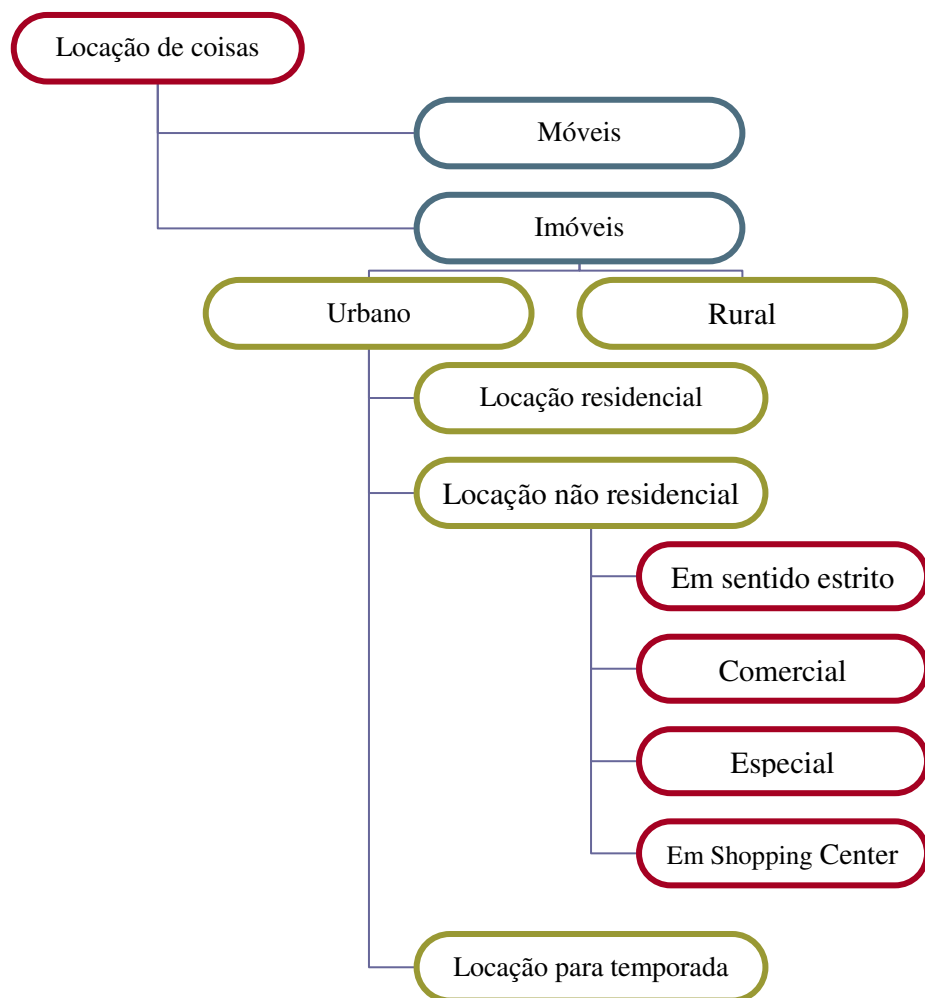 Locação de coisas
Móveis
Imóveis
Urbano
Rural
Locação residencial
Locação não residencial
Em sentido estrito
Comercial
Especial
Em Shopping Center
Locação para temporada